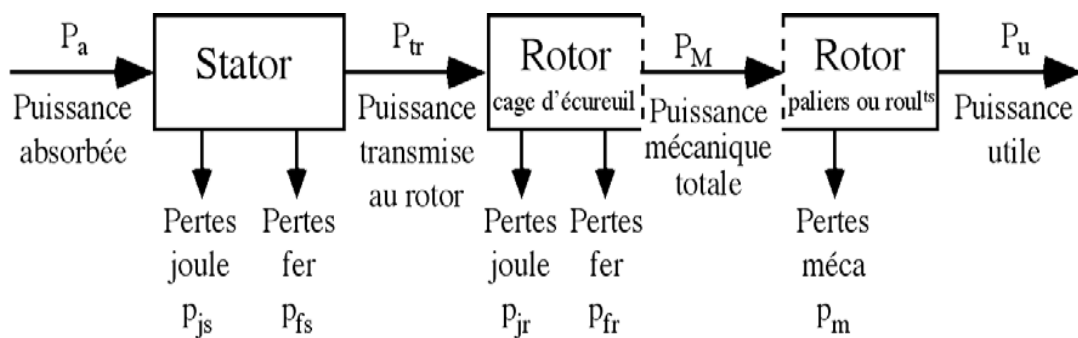 Pa
Stator
Ptr
Rotor
cage d'écureuil
PM
Rotor
paliers ou roults
Pu
Puissance
absorbée
Puissance
transmise
au rotor
Puissance
mécanique
totale
Puissance
utile
Pertes
joule
pjs
Pertes
fer
pfs
Pertes
joule
pjr
Pertes
fer
pfr
Pertes
méca
pm